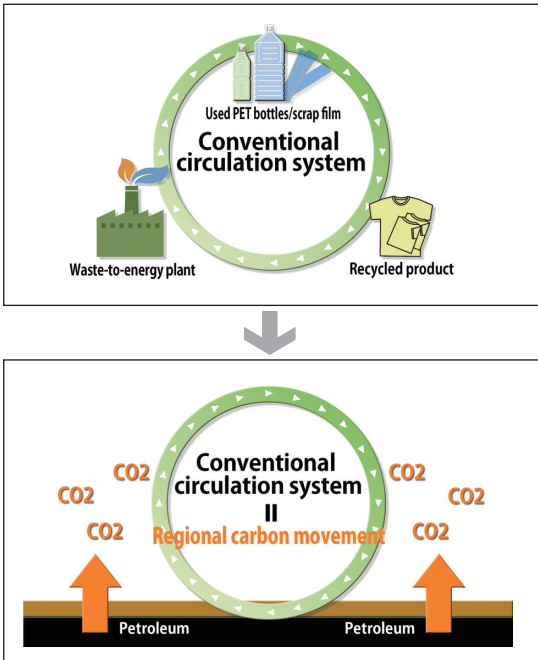 Used PET bottles/scrap film
Conventional
circulation system
Waste-to-energy plant
Recycled product
Conventional
circulation system
=
Regional carbon movement
CO2
CO2
CO2
CO2
CO2
CO2
Petroleum
Petroleum